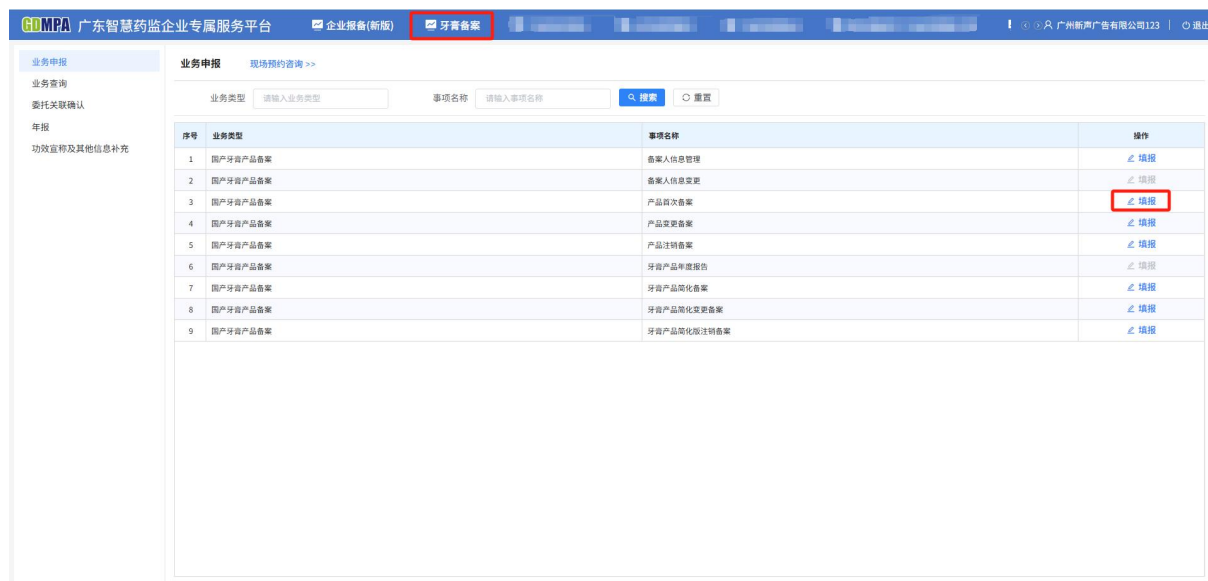 GDMPA 广东智慧药监企业专属服务平台 企业报备(新版) 牙膏备案 广州新声广告有限公司123 退出
业务申报
业务查询
委托关联确认
年报
功效宣称及其他信息补充
业务申报 现场预约咨询 >>
业务类型 请输入业务类型 事项名称 请输入事项名称 搜索 重置
序号 业务类型 事项名称 操作
1 国产牙膏产品备案 备案人信息管理 填报
2 国产牙膏产品备案 备案人信息变更 填报
3 国产牙膏产品备案 产品首次备案 填报
4 国产牙膏产品备案 产品变更备案 填报
5 国产牙膏产品备案 产品注销备案 填报
6 国产牙膏产品备案 牙膏产品年度报告 填报
7 国产牙膏产品备案 牙膏产品简化备案 填报
8 国产牙膏产品备案 牙膏产品简化变更备案 填报
9 国产牙膏产品备案 牙膏产品简化版注销备案 填报